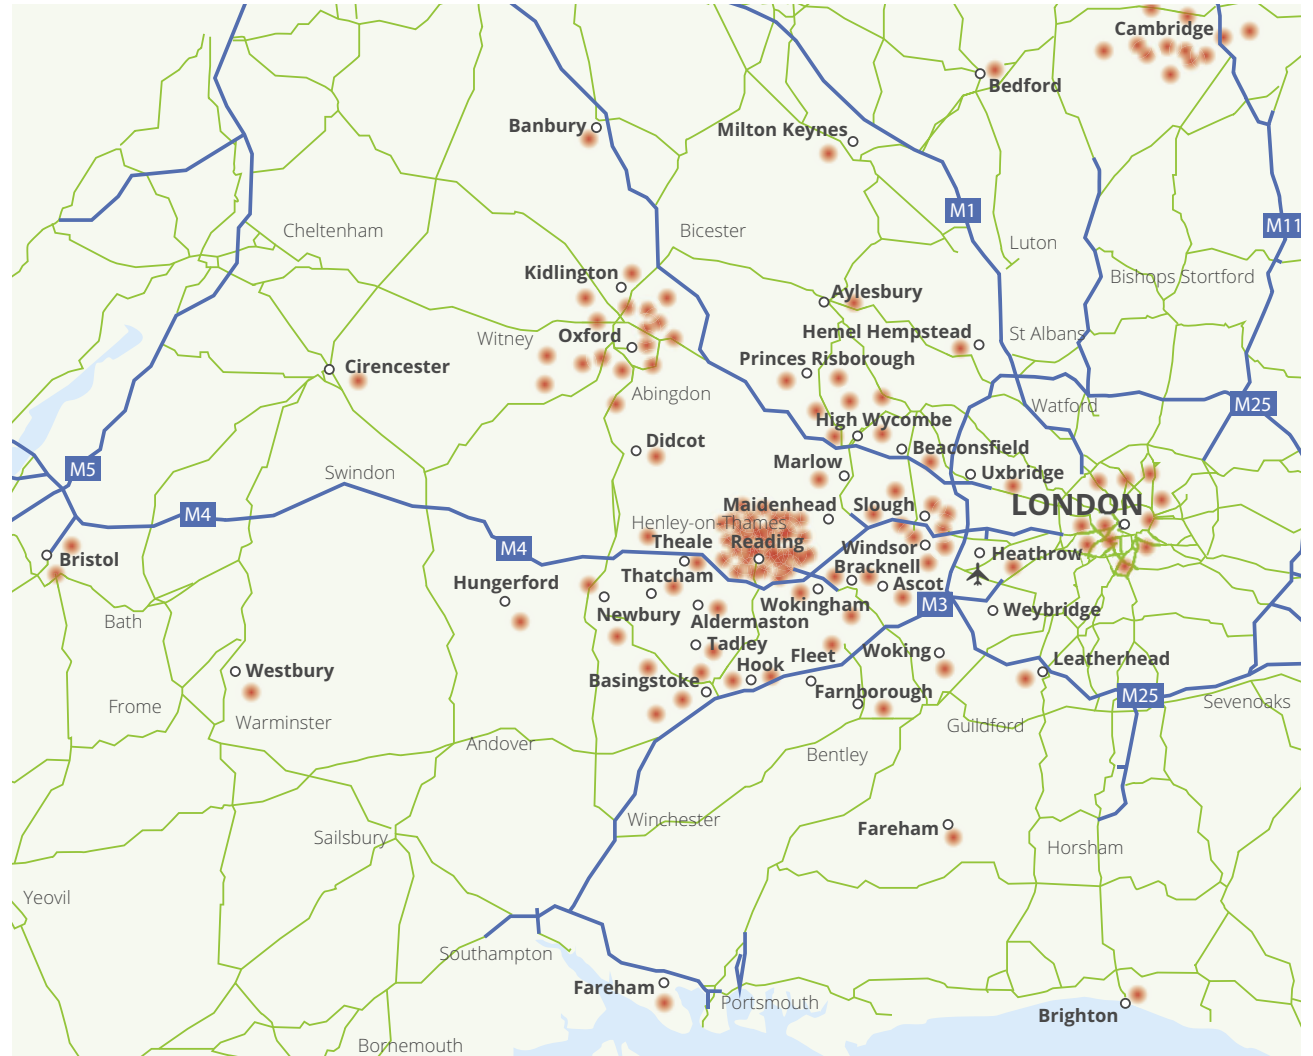 Cambridge
Bedford
Banbury
Milton Keynes
M1
M11
Cheltenham
Bicester
Luton
Kidlington
Bishops Stortford
Aylesbury
Witney
Oxford
Hemel Hempstead
St Albans
Cirencester
Princes Risborough
Abingdon
Watford
M25
High Wycombe
Didcot
Beaconsfield
M5
Swindon
Marlow
Uxbridge
M4
Maidenhead
Slough
LONDON
Henley-on-Thames
M4
Theale
Reading
Windsor
Heathrow
Bristol
Thatcham
Bracknell
Hungerford
Ascot
Newbury
Wokingham
M3
Weybridge
Bath
Aldermaston
Tadley
Fleet
Woking
Leatherhead
Westbury
Hook
Basingstoke
Farnborough
M25
Sevenoaks
Frome
Warminster
Guildford
Andover
Bentley
Winchester
Fareham
Sailsbury
Horsham
Yeovil
Southampton
Fareham
Portsmouth
Brighton
Bornemouth